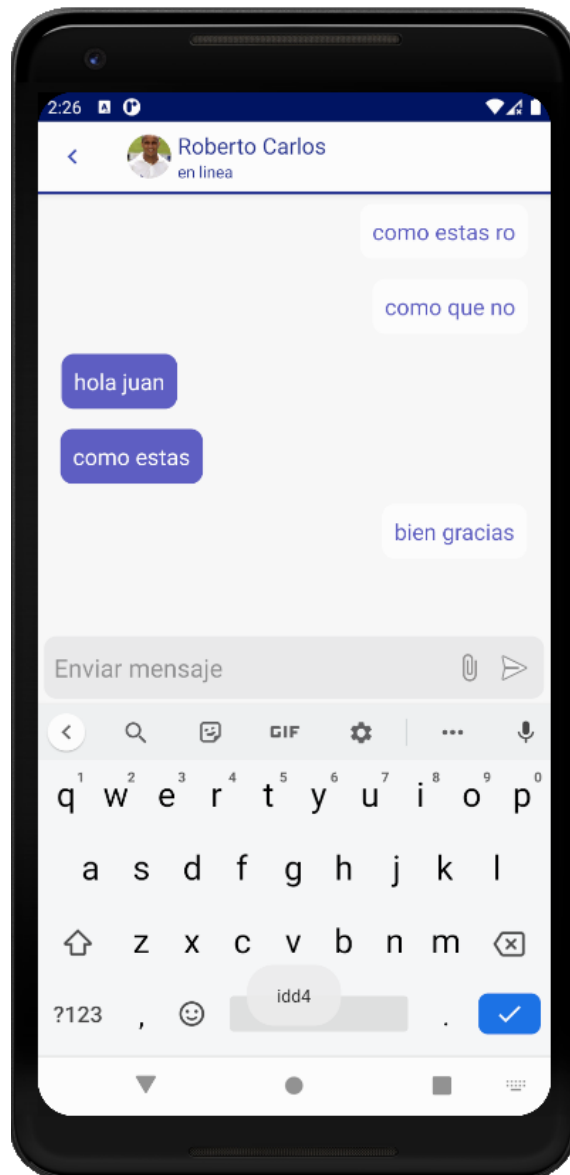 2:26
Roberto Carlos
en linea
como estas ro
como que no
hola juan
como estas
bien gracias
Enviar mensaje
GIF
1 2 3 4 5 6 7 8 9 0
q w e r t y u i o p
a s d f g h j k l
z x c v b n m
idd4
?123 , .